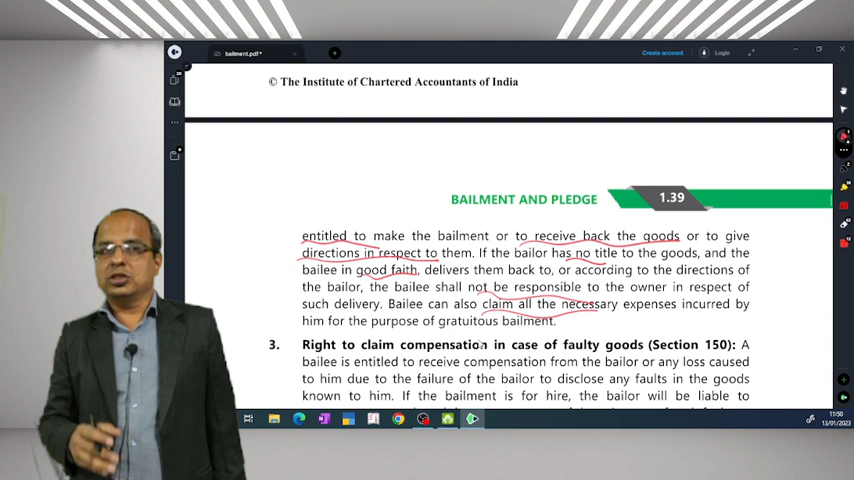 bailment.pdf*
Create account
Login
© The Institute of Chartered Accountants of India
BAILMENT AND PLEDGE 1.39
entitled to make the bailment or to receive back the goods or to give
directions in respect to them. If the bailor has no title to the goods, and the
bailee in good faith, delivers them back to, or according to the directions of
the bailor, the bailee shall not be responsible to the owner in respect of
such delivery. Bailee can also claim all the necessary expenses incurred by
him for the purpose of gratuitous bailment.
3. Right to claim compensation in case of faulty goods (Section 150): A
bailee is entitled to receive compensation from the bailor or any loss caused
to him due to the failure of the bailor to disclose any faults in the goods
known to him. If the bailment is for hire, the bailor will be liable to
11:50
13/01/2023